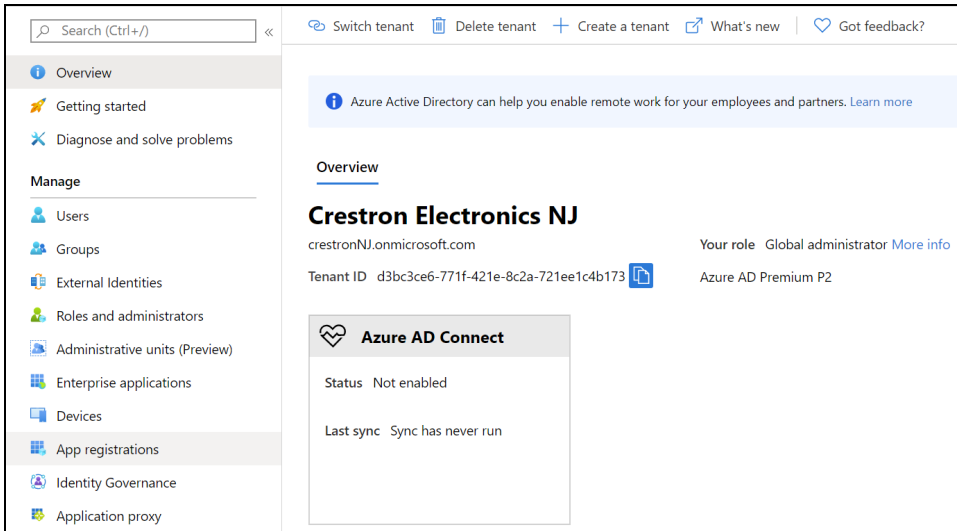 Search (Ctrl+/)
«
Overview
Getting started
Diagnose and solve problems
Manage
Users
Groups
External Identities
Roles and administrators
Administrative units (Preview)
Enterprise applications
Devices
App registrations
Identity Governance
Application proxy
Switch tenant Delete tenant Create a tenant What's new Got feedback?
Azure Active Directory can help you enable remote work for your employees and partners. Learn more
Overview
Crestron Electronics NJ
crestronNJ.onmicrosoft.com
Tenant ID d3bc3ce6-771f-421e-8c2a-721ee1c4b173
Your role Global administrator More info
Azure AD Premium P2
Azure AD Connect
Status Not enabled
Last sync Sync has never run